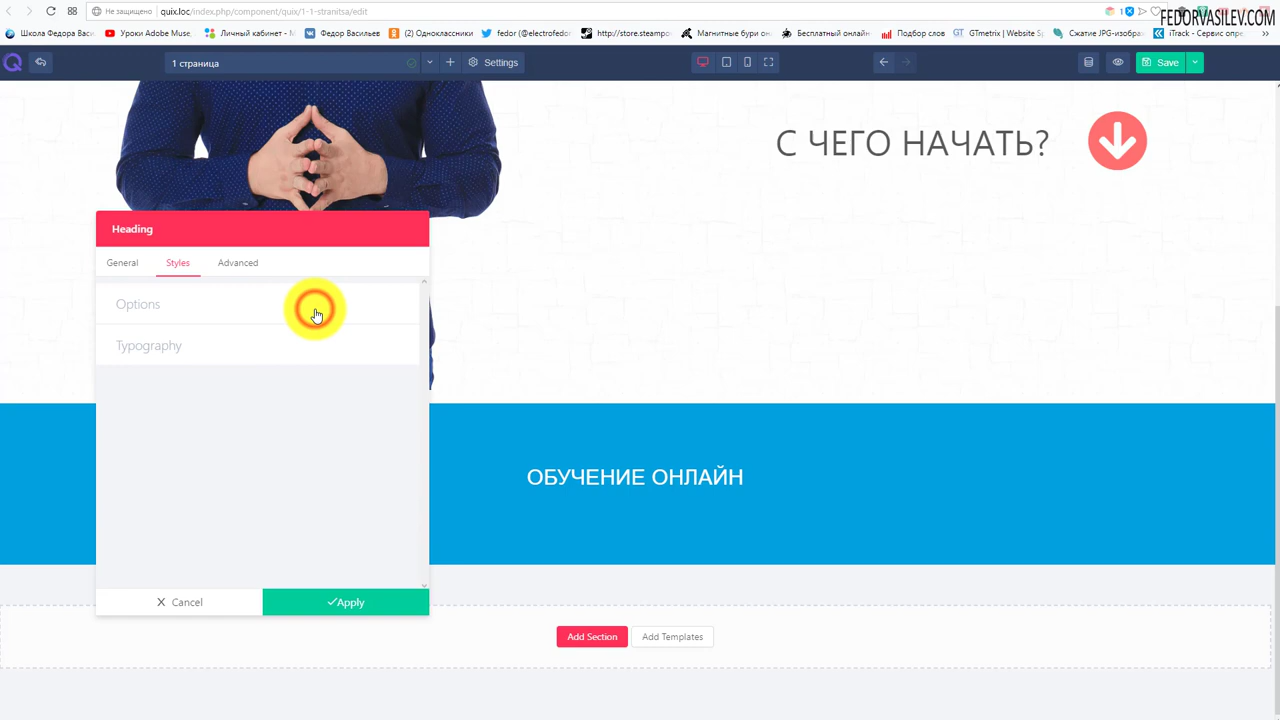 Не защищено quix.loc/index.php/component/quix/1-1-stranitsa/edit
1
FEDORVASILEV.COM
Школа Федора Васил
Уроки Adobe Muse,
Личный кабинет - М
Федор Васильев
(2) Одноклассники
fedor (@electrofedor
http://store.steampo
Магнитные бури он
Бесплатный онлайн
Подбор слов
GTmetrix | Website S
Сжатие JPG-изображ
iTrack - Сервис опре
1 страница
Settings
Save
С ЧЕГО НАЧАТЬ?
Heading
General Styles Advanced
Options
Typography
ОБУЧЕНИЕ ОНЛАЙН
Cancel Apply
Add Section Add Templates